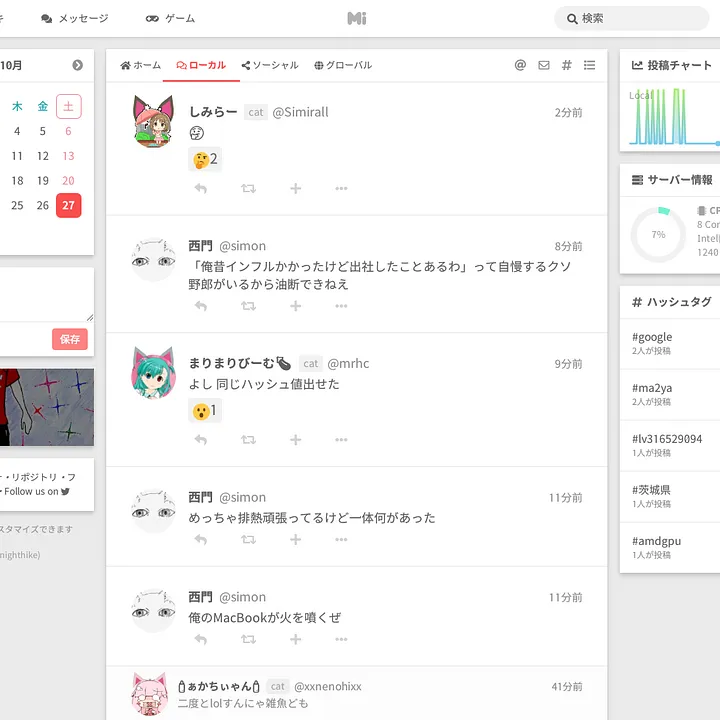 メッセージ
ゲーム
Mi
検索
10月
木 金 土
4 5 6
11 12 13
18 19 20
25 26 27
保存
・リポジトリ・フ
Follow us on
スタマイズできます
nighthike)
ホーム ローカル ソーシャル グローバル
しみらー cat @Simirall 2分前
🤔2
西門 @simon 8分前
「俺昔インフルかかったけど出社したことあるわ」って自慢するクソ
野郎がいるから油断できねえ
まりまりびーむ🍆 cat @mrhc 9分前
よし 同じハッシュ値出せた
😮1
西門 @simon 11分前
めっちゃ排熱頑張ってるけど一体何があった
西門 @simon 11分前
俺のMacBookが火を噴くぜ
ぁかちぃゃん cat @xxnenohixx 41分前
二度とlolすんにゃ雑魚ども
投稿チャート
Local
サーバー情報
7%
8 Cor
Intel(
1240
ハッシュタグ
#google
2人が投稿
#ma2ya
2人が投稿
#lv316529094
1人が投稿
#茨城県
1人が投稿
#amdgpu
1人が投稿